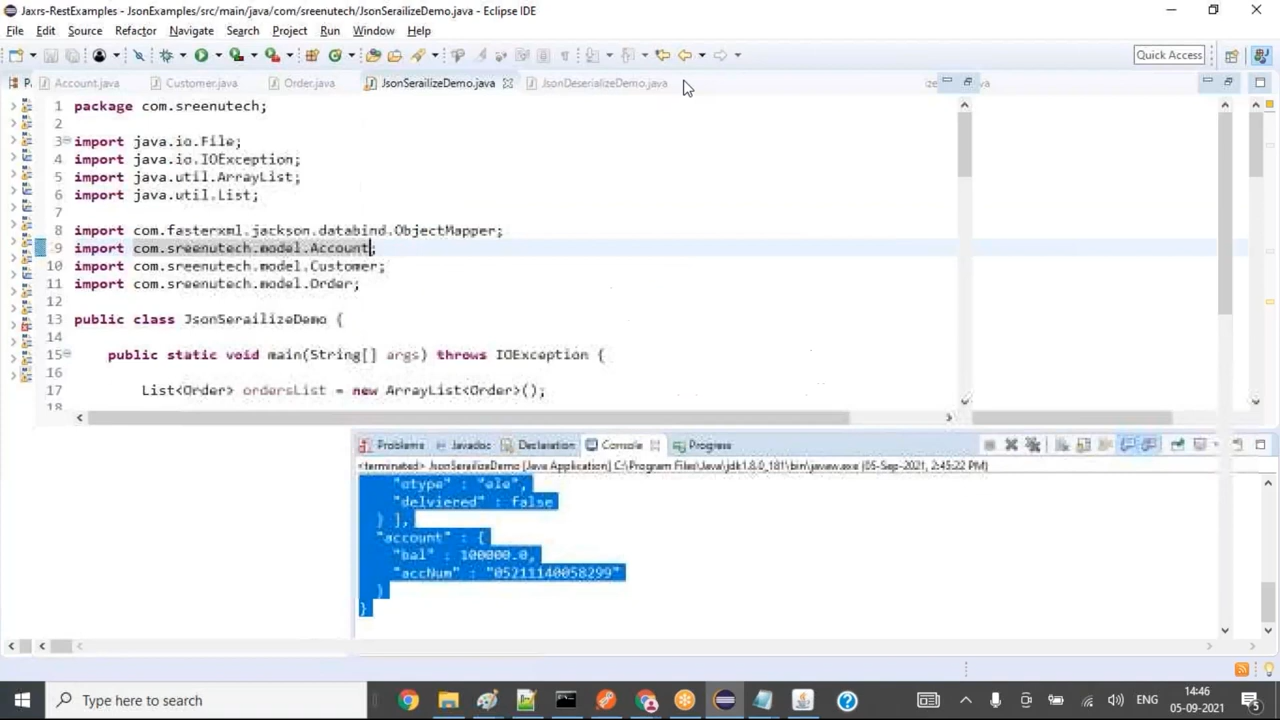 Jaxrs-RestExamples - JsonExamples/src/main/java/com/sreenutech/JsonSerailizeDemo.java - Eclipse IDE
File Edit Source Refactor Navigate Search Project Run Window Help
Quick Access
P Account.java Customer.java Order.java JsonSerailizeDemo.java JsonDeserializeDemo.java
1 package com.sreenutech;
2
3 import java.io.File;
4 import java.io.IOException;
5 import java.util.ArrayList;
6 import java.util.List;
7
8 import com.fasterxml.jackson.databind.ObjectMapper;
9 import com.sreenutech.model.Account;
10 import com.sreenutech.model.Customer;
11 import com.sreenutech.model.Order;
12
13 public class JsonSerailizeDemo {
14
15 public static void main(String[] args) throws IOException {
16
17 List<Order> ordersList = new ArrayList<Order>();
18
Problems Javadoc Declaration Console Progress
<terminated> JsonSerailizeDemo [Java Application] C:\Program Files\Java\jdk1.8.0_181\bin\javaw.exe (05-Sep-2021, 2:45:22 PM)
"otype" : "ele",
"delviered" : false
} ],
"account" : {
"bal" : 100000.0,
"accNum" : "05211140058299"
}
}
Type here to search
ENG
14:46
05-09-2021
5